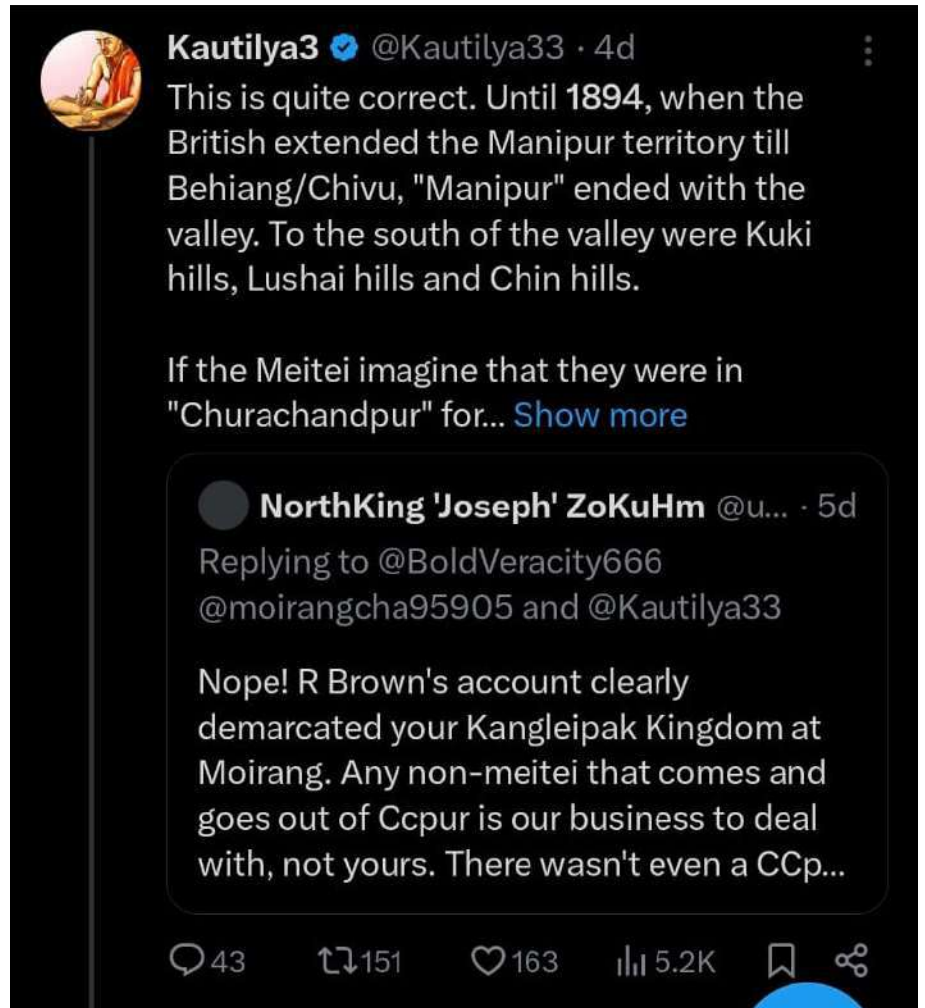 Kautilya3 @Kautilya33 · 4d
This is quite correct. Until 1894, when the
British extended the Manipur territory till
Behiang/Chivu, "Manipur" ended with the
valley. To the south of the valley were Kuki
hills, Lushai hills and Chin hills.
If the Meitei imagine that they were in
"Churachandpur" for... Show more
NorthKing 'Joseph' ZoKuHm @u... · 5d
Replying to @BoldVeracity666
@moirangcha95905 and @Kautilya33
Nope! R Brown's account clearly
demarcated your Kangleipak Kingdom at
Moirang. Any non-meitei that comes and
goes out of Ccpur is our business to deal
with, not yours. There wasn't even a CCp...
43 151 163 5.2K